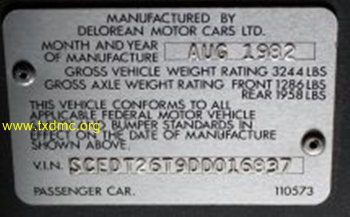 MANUFACTURED BY
DELOREAN MOTOR CARS LTD.
MONTH AND YEAR
OF MANUFACTURE AUG 1982
GROSS VEHICLE WEIGHT RATING 3244 LBS
GROSS AXLE WEIGHT RATING FRONT 1286 LBS
REAR 1958 LBS
THIS VEHICLE CONFORMS TO ALL
APPLICABLE FEDERAL MOTOR VEHICLE
www.txdmc.org BUMPER STANDARDS IN
EFFECT ON THE DATE OF MANUFACTURE
SHOWN ABOVE.
V.I.N. SCEDT26T9DD016837
PASSENGER CAR. 110573